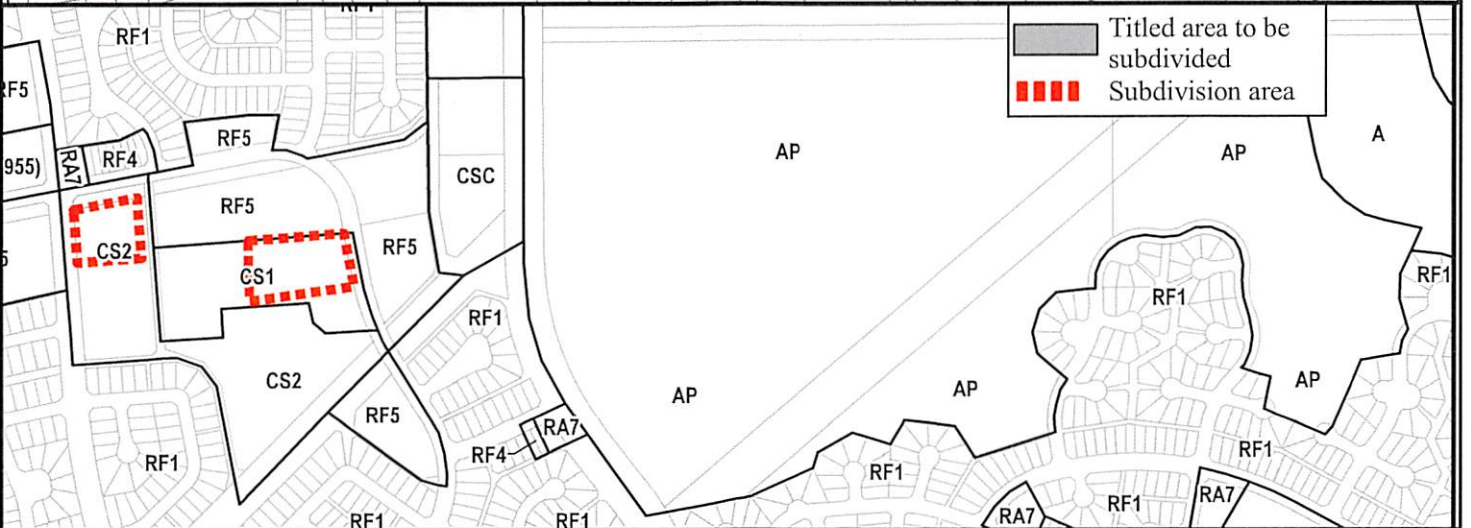 RF1
RF1
Titled area to be
subdivided
Subdivision area
RF5
955)
RA7
RF4
RF5
CSC
AP
AP
A
RF5
CS2
RF5
RF1
5
CS1
RF1
RF1
CS2
AP
AP
AP
RF5
RF4
RA7
RF1
RF1
RF1
RF1
RF1
RA7
RF1
RA7